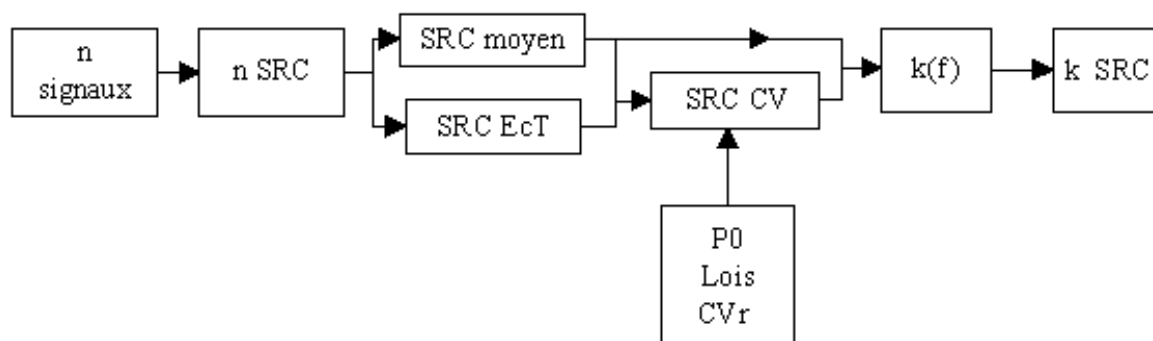 n
signaux
n SRC
SRC moyen
SRC EcT
SRC CV
P0
Lois
CVr
k(f)
k SRC